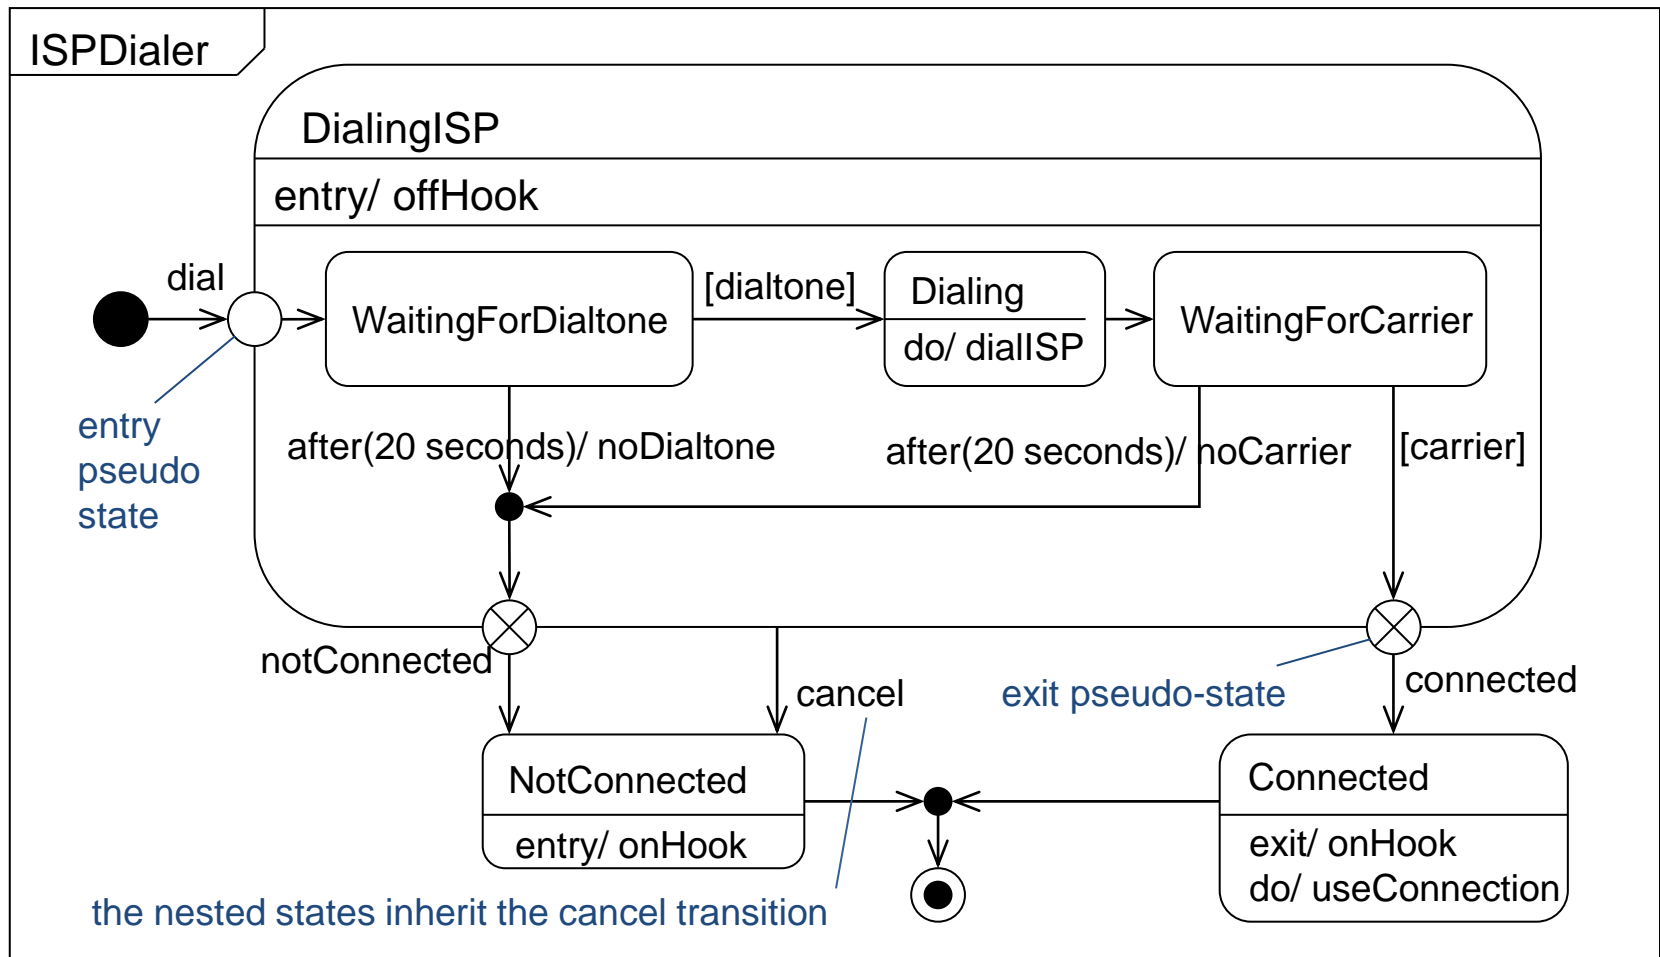 ISPDialer
DialingISP
entry/ offHook
dial
[dialtone]
WaitingForDialtone
Dialing
do/ dialISP
WaitingForCarrier
entry
pseudo
state
after(20 seconds)/ noDialtone
after(20 seconds)/ noCarrier
[carrier]
notConnected
cancel
exit pseudo-state
connected
NotConnected
entry/ onHook
Connected
exit/ onHook
do/ useConnection
the nested states inherit the cancel transition